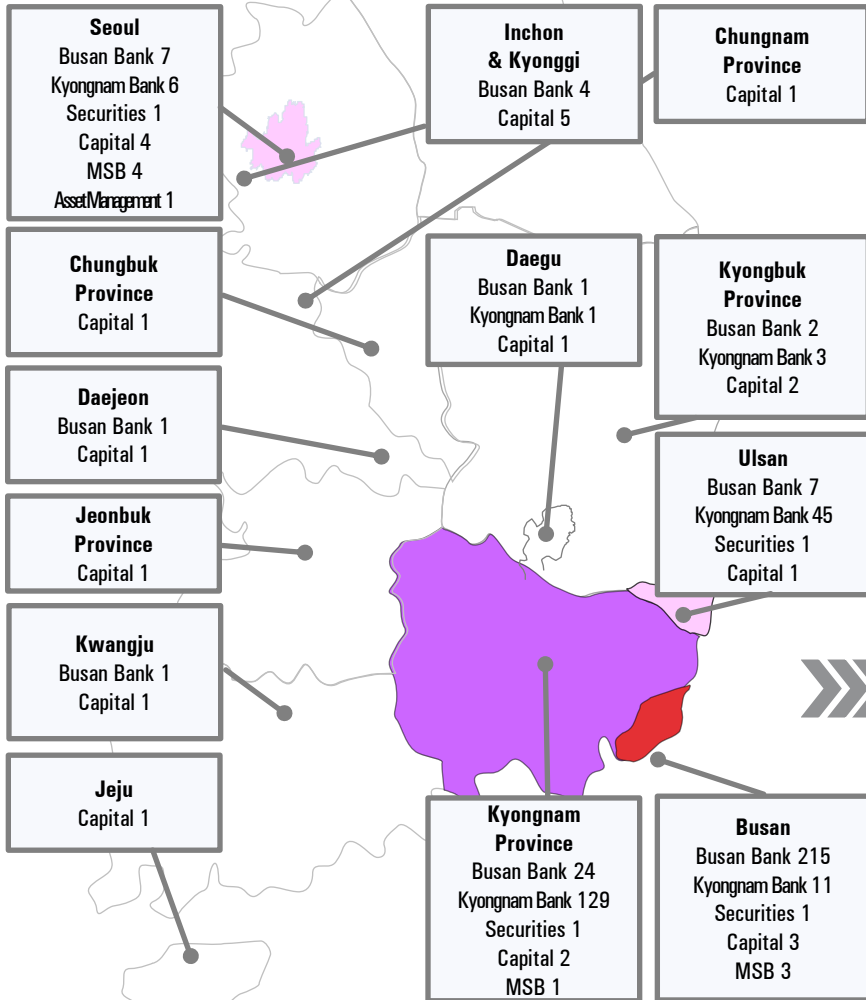 Seoul
Busan Bank 7
Kyongnam Bank 6
Securities 1
Capital 4
MSB 4
AssetManagement 1
Inchon
& Kyonggi
Busan Bank 4
Capital 5
Chungnam
Province
Capital 1
Chungbuk
Province
Capital 1
Daegu
Busan Bank 1
Kyongnam Bank 1
Capital 1
Kyongbuk
Province
Busan Bank 2
Kyongnam Bank 3
Capital 2
Daejeon
Busan Bank 1
Capital 1
Ulsan
Busan Bank 7
Kyongnam Bank 45
Securities 1
Capital 1
Jeonbuk
Province
Capital 1
Kwangju
Busan Bank 1
Capital 1
Jeju
Capital 1
Kyongnam
Province
Busan Bank 24
Kyongnam Bank 129
Securities 1
Capital 2
MSB 1
Busan
Busan Bank 215
Kyongnam Bank 11
Securities 1
Capital 3
MSB 3